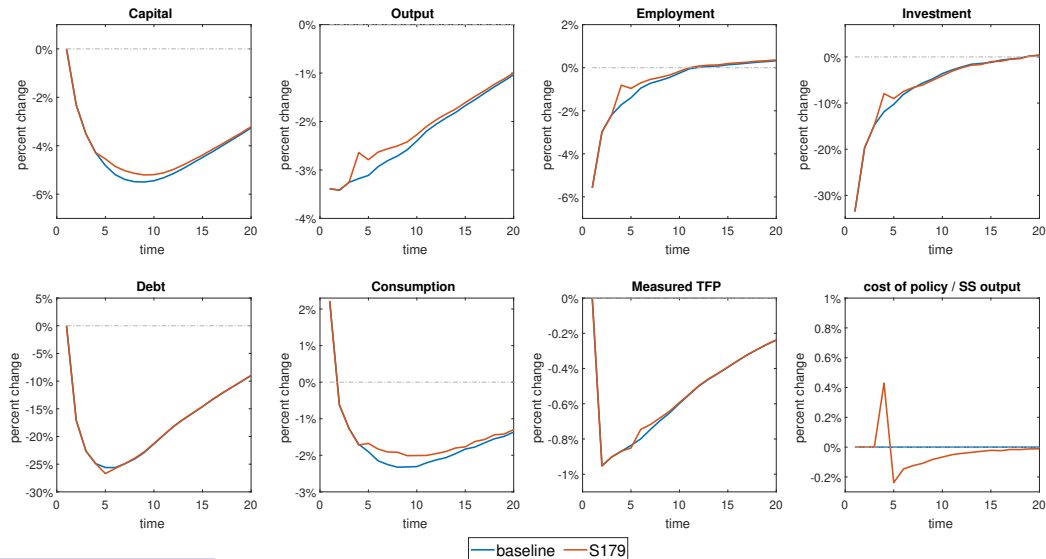 Capital
percent change
0%
-2%
-4%
-6%
0 5 10 15 20
time
Output
percent change
0%
-1%
-2%
-3%
-4%
0 5 10 15 20
time
Employment
percent change
2%
0%
-2%
-4%
-6%
0 5 10 15 20
time
Investment
percent change
0%
-10%
-20%
-30%
0 5 10 15 20
time
Debt
percent change
5%
0%
-5%
-10%
-15%
-20%
-25%
-30%
0 5 10 15 20
time
Consumption
percent change
2%
1%
0%
-1%
-2%
-3%
0 5 10 15 20
time
Measured TFP
percent change
0%
-0.2%
-0.4%
-0.6%
-0.8%
-1%
0 5 10 15 20
time
cost of policy / SS output
percent change
1%
0.8%
0.6%
0.4%
0.2%
0%
-0.2%
0 5 10 15 20
time
baseline S179